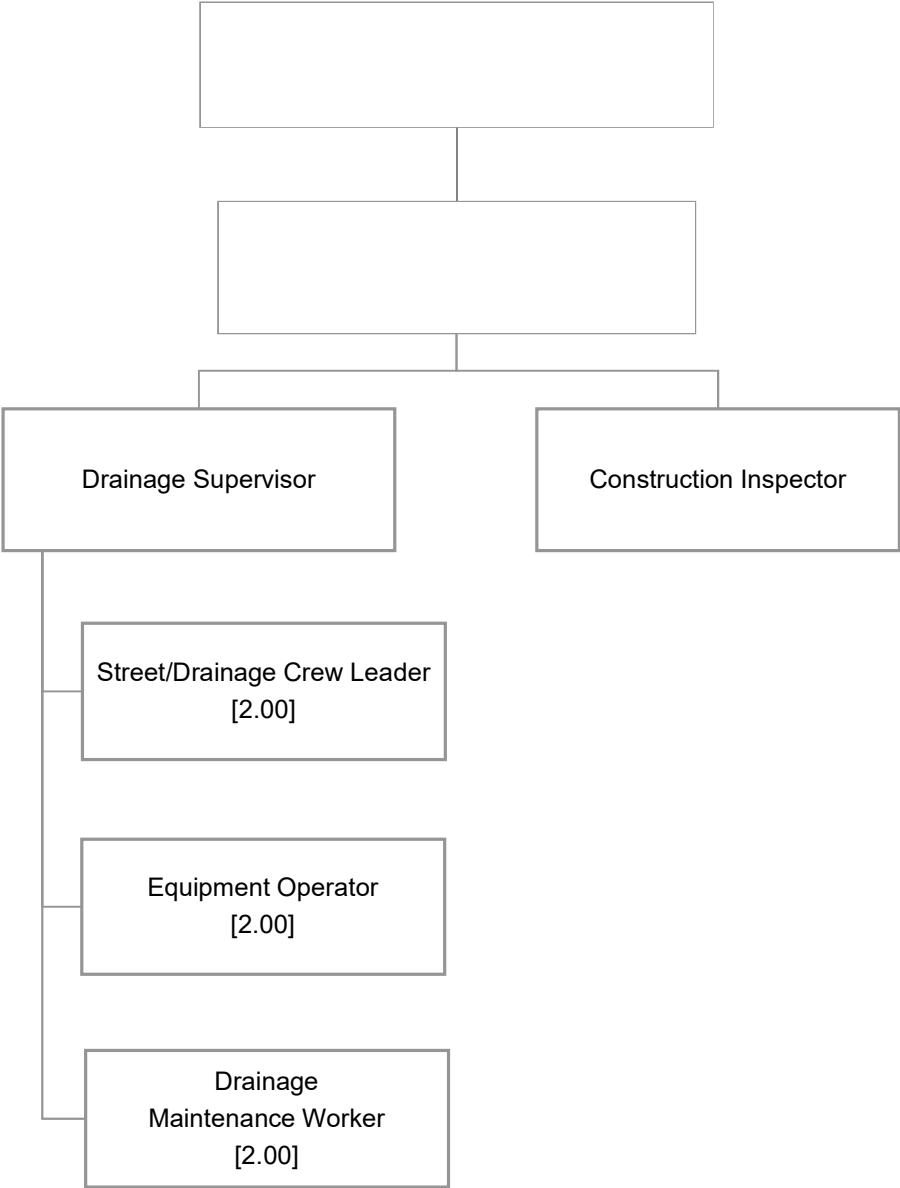 Drainage Supervisor
Construction Inspector
Street/Drainage Crew Leader
[2.00]
Equipment Operator
[2.00]
Drainage
Maintenance Worker
[2.00]